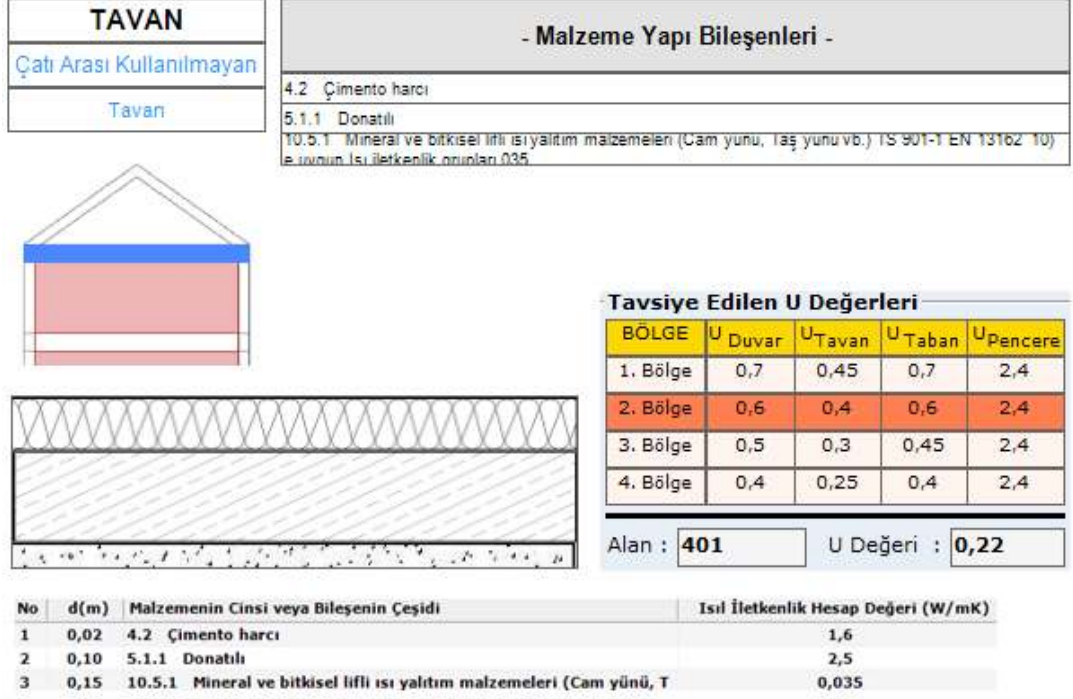 TAVAN
Çatı Arası Kullanılmayan
Tavan
- Malzeme Yapı Bileşenleri -
4.2 Çimento harcı
5.1.1 Donatılı
10.5.1 Mineral ve bitkisel lifli ısı yalıtım malzemeleri (Cam yünü, Taş yünü vb.) TS 901-1 EN 13162 10)
e uygun Isı iletkenlik grupları 035
Tavsiye Edilen U Değerleri
BÖLGE U Duvar U Tavan U Taban U Pencere
1. Bölge 0,7 0,45 0,7 2,4
2. Bölge 0,6 0,4 0,6 2,4
3. Bölge 0,5 0,3 0,45 2,4
4. Bölge 0,4 0,25 0,4 2,4
Alan : 401 U Değeri : 0,22
No d(m) Malzemenin Cinsi veya Bileşenin Çeşidi Isıl İletkenlik Hesap Değeri (W/mK)
1 0,02 4.2 Çimento harcı 1,6
2 0,10 5.1.1 Donatılı 2,5
3 0,15 10.5.1 Mineral ve bitkisel lifli ısı yalıtım malzemeleri (Cam yünü, T 0,035